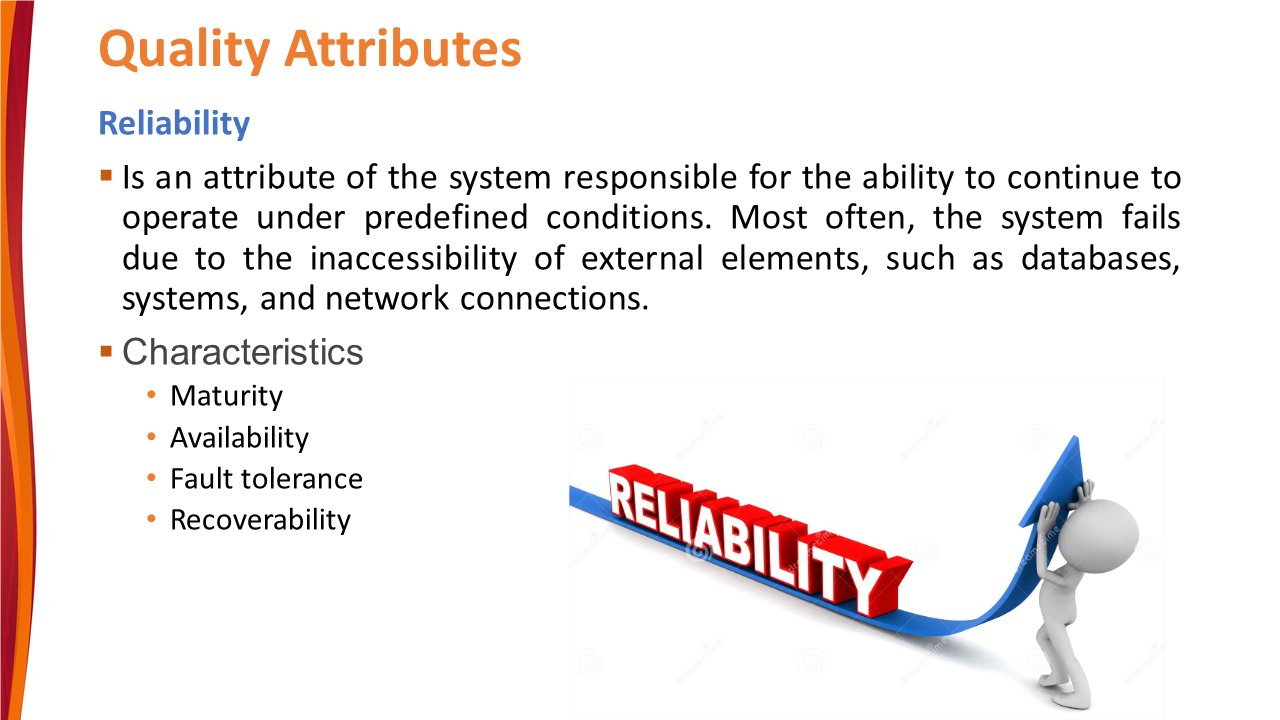 Quality Attributes
Reliability
▪ Is an attribute of the system responsible for the ability to continue to
operate under predefined conditions. Most often, the system fails
due to the inaccessibility of external elements, such as databases,
systems, and network connections.
▪ Characteristics
• Maturity
• Availability
• Fault tolerance
• Recoverability
RELIABILITY